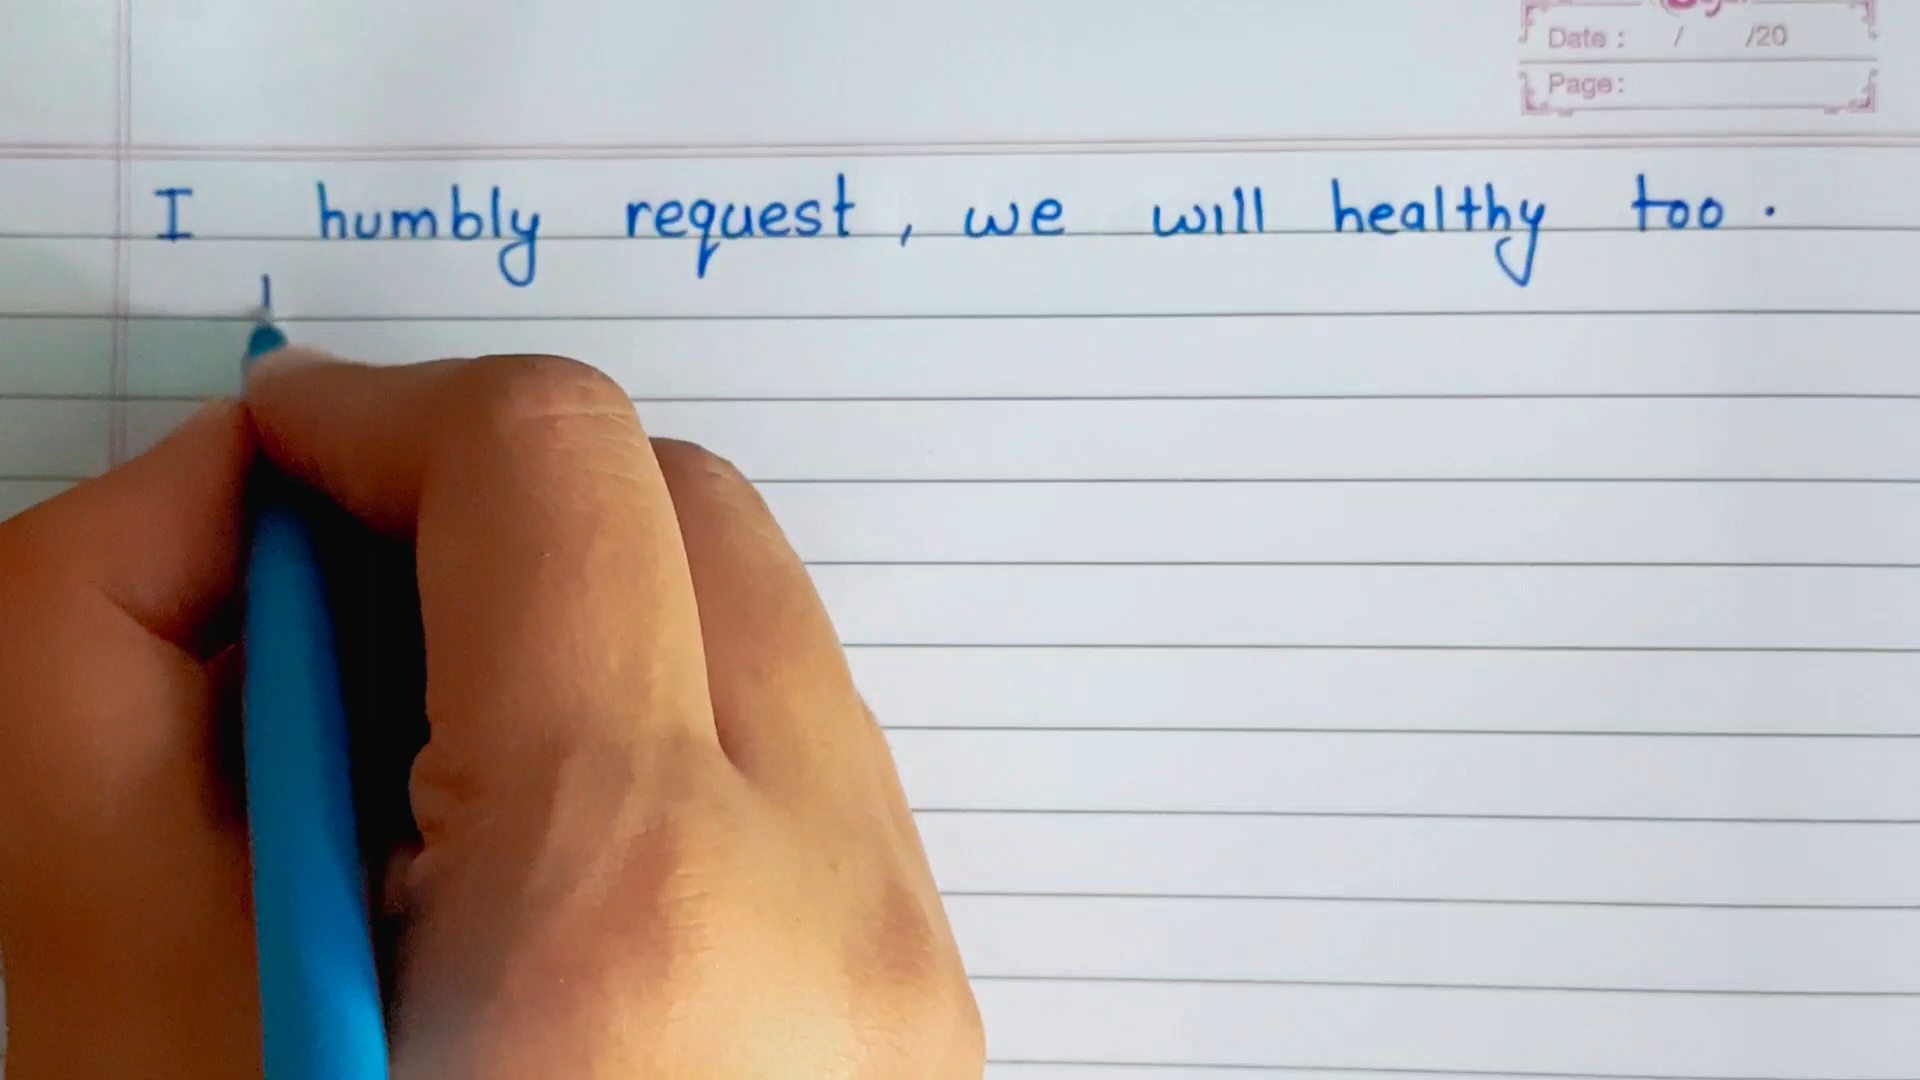 Date : / /20
Page :
I humbly request, we will healthy too.